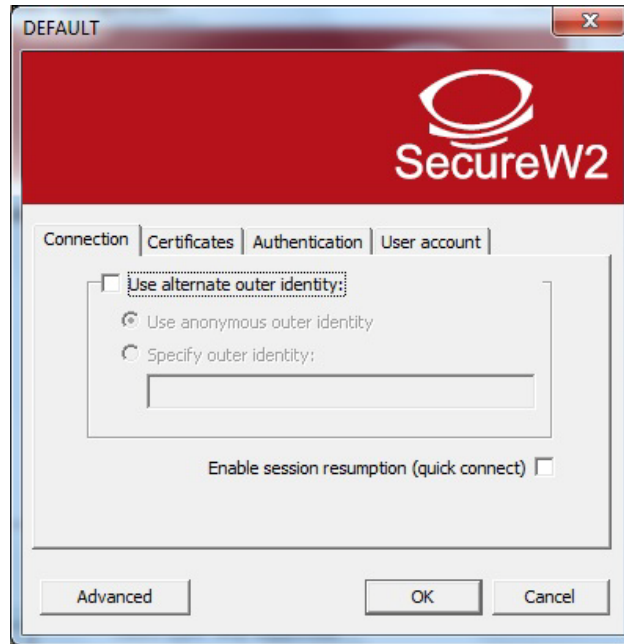 DEFAULT
SecureW2
Connection Certificates Authentication User account
Use alternate outer identity:
Use anonymous outer identity
Specify outer identity:
Enable session resumption (quick connect)
Advanced OK Cancel